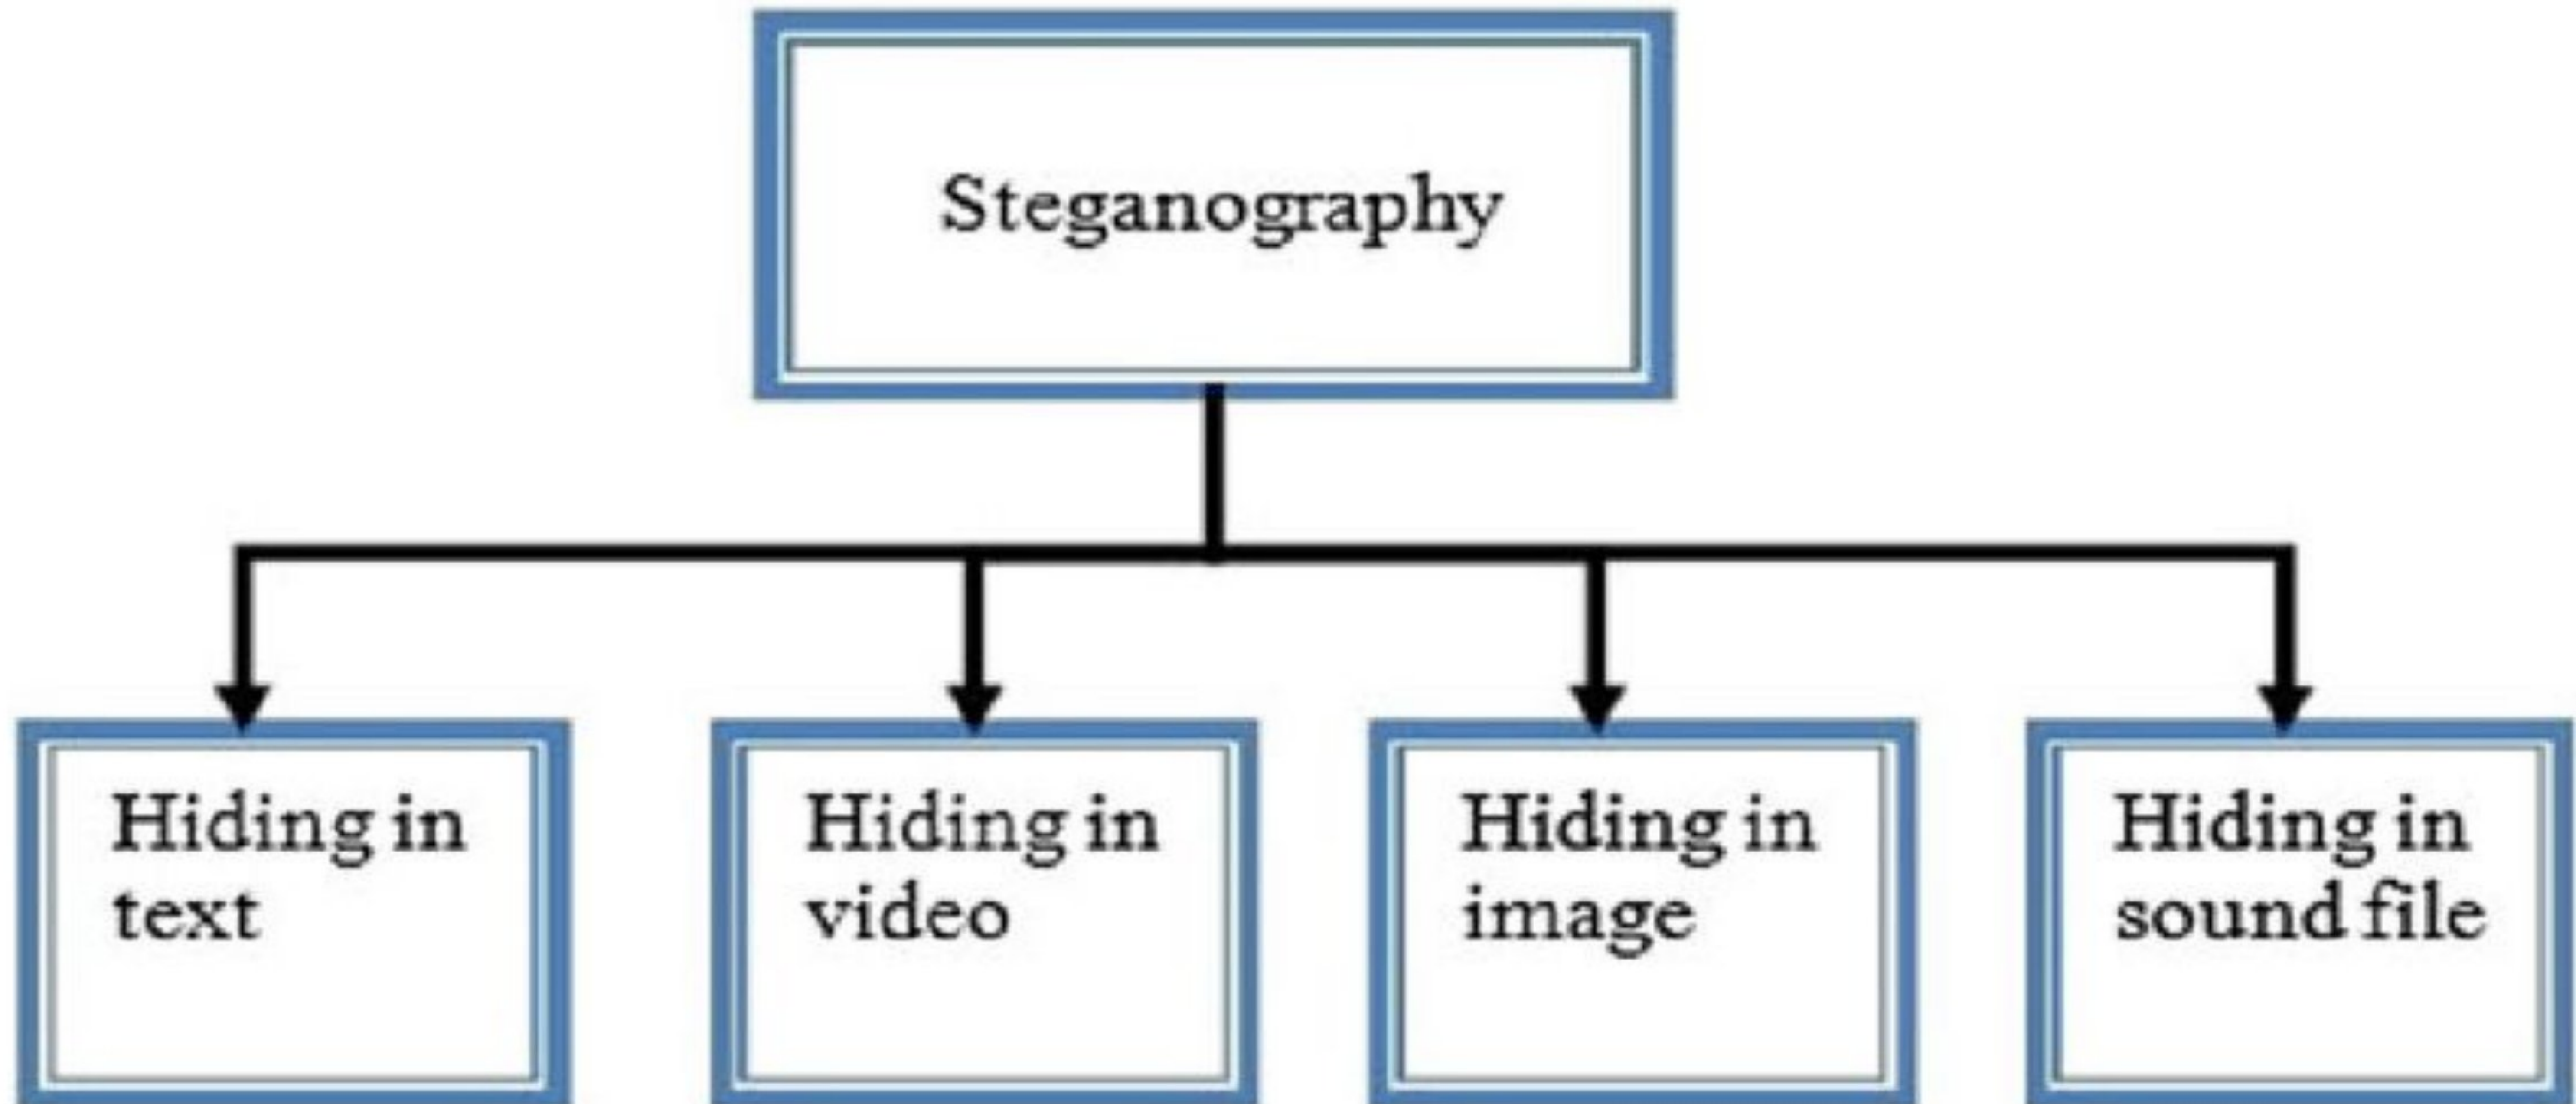 Steganography
Hiding in
text
Hiding in
video
Hiding in
image
Hiding in
sound file